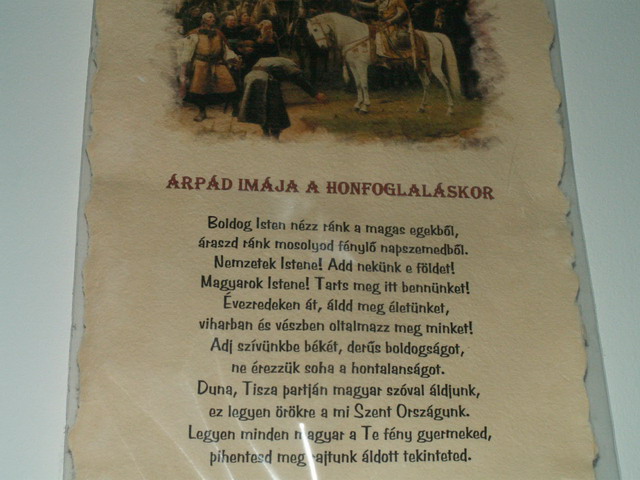 ÁRPÁD IMÁJA A HONFOGLALÁSKOR
Boldog Isten nézz ránk a magas egekből,
áraszd ránk mosolyod fénylő napszemedből.
Nemzetek Istene! Add nekünk e földet!
Magyarok Istene! Tarts meg itt bennünket!
Évezredeken át, áldd meg életünket,
viharban és vészben oltalmazz meg minket!
Adj szívünkbe békét, derűs boldogságot,
ne érezzük soha a hontalanságot.
Duna, Tisza partján magyar szóval áldjunk,
ez legyen örökre a mi Szent Országunk.
Legyen minden magyar a Te fény gyermeked,
pihentesd meg rajtunk áldott tekinteted.